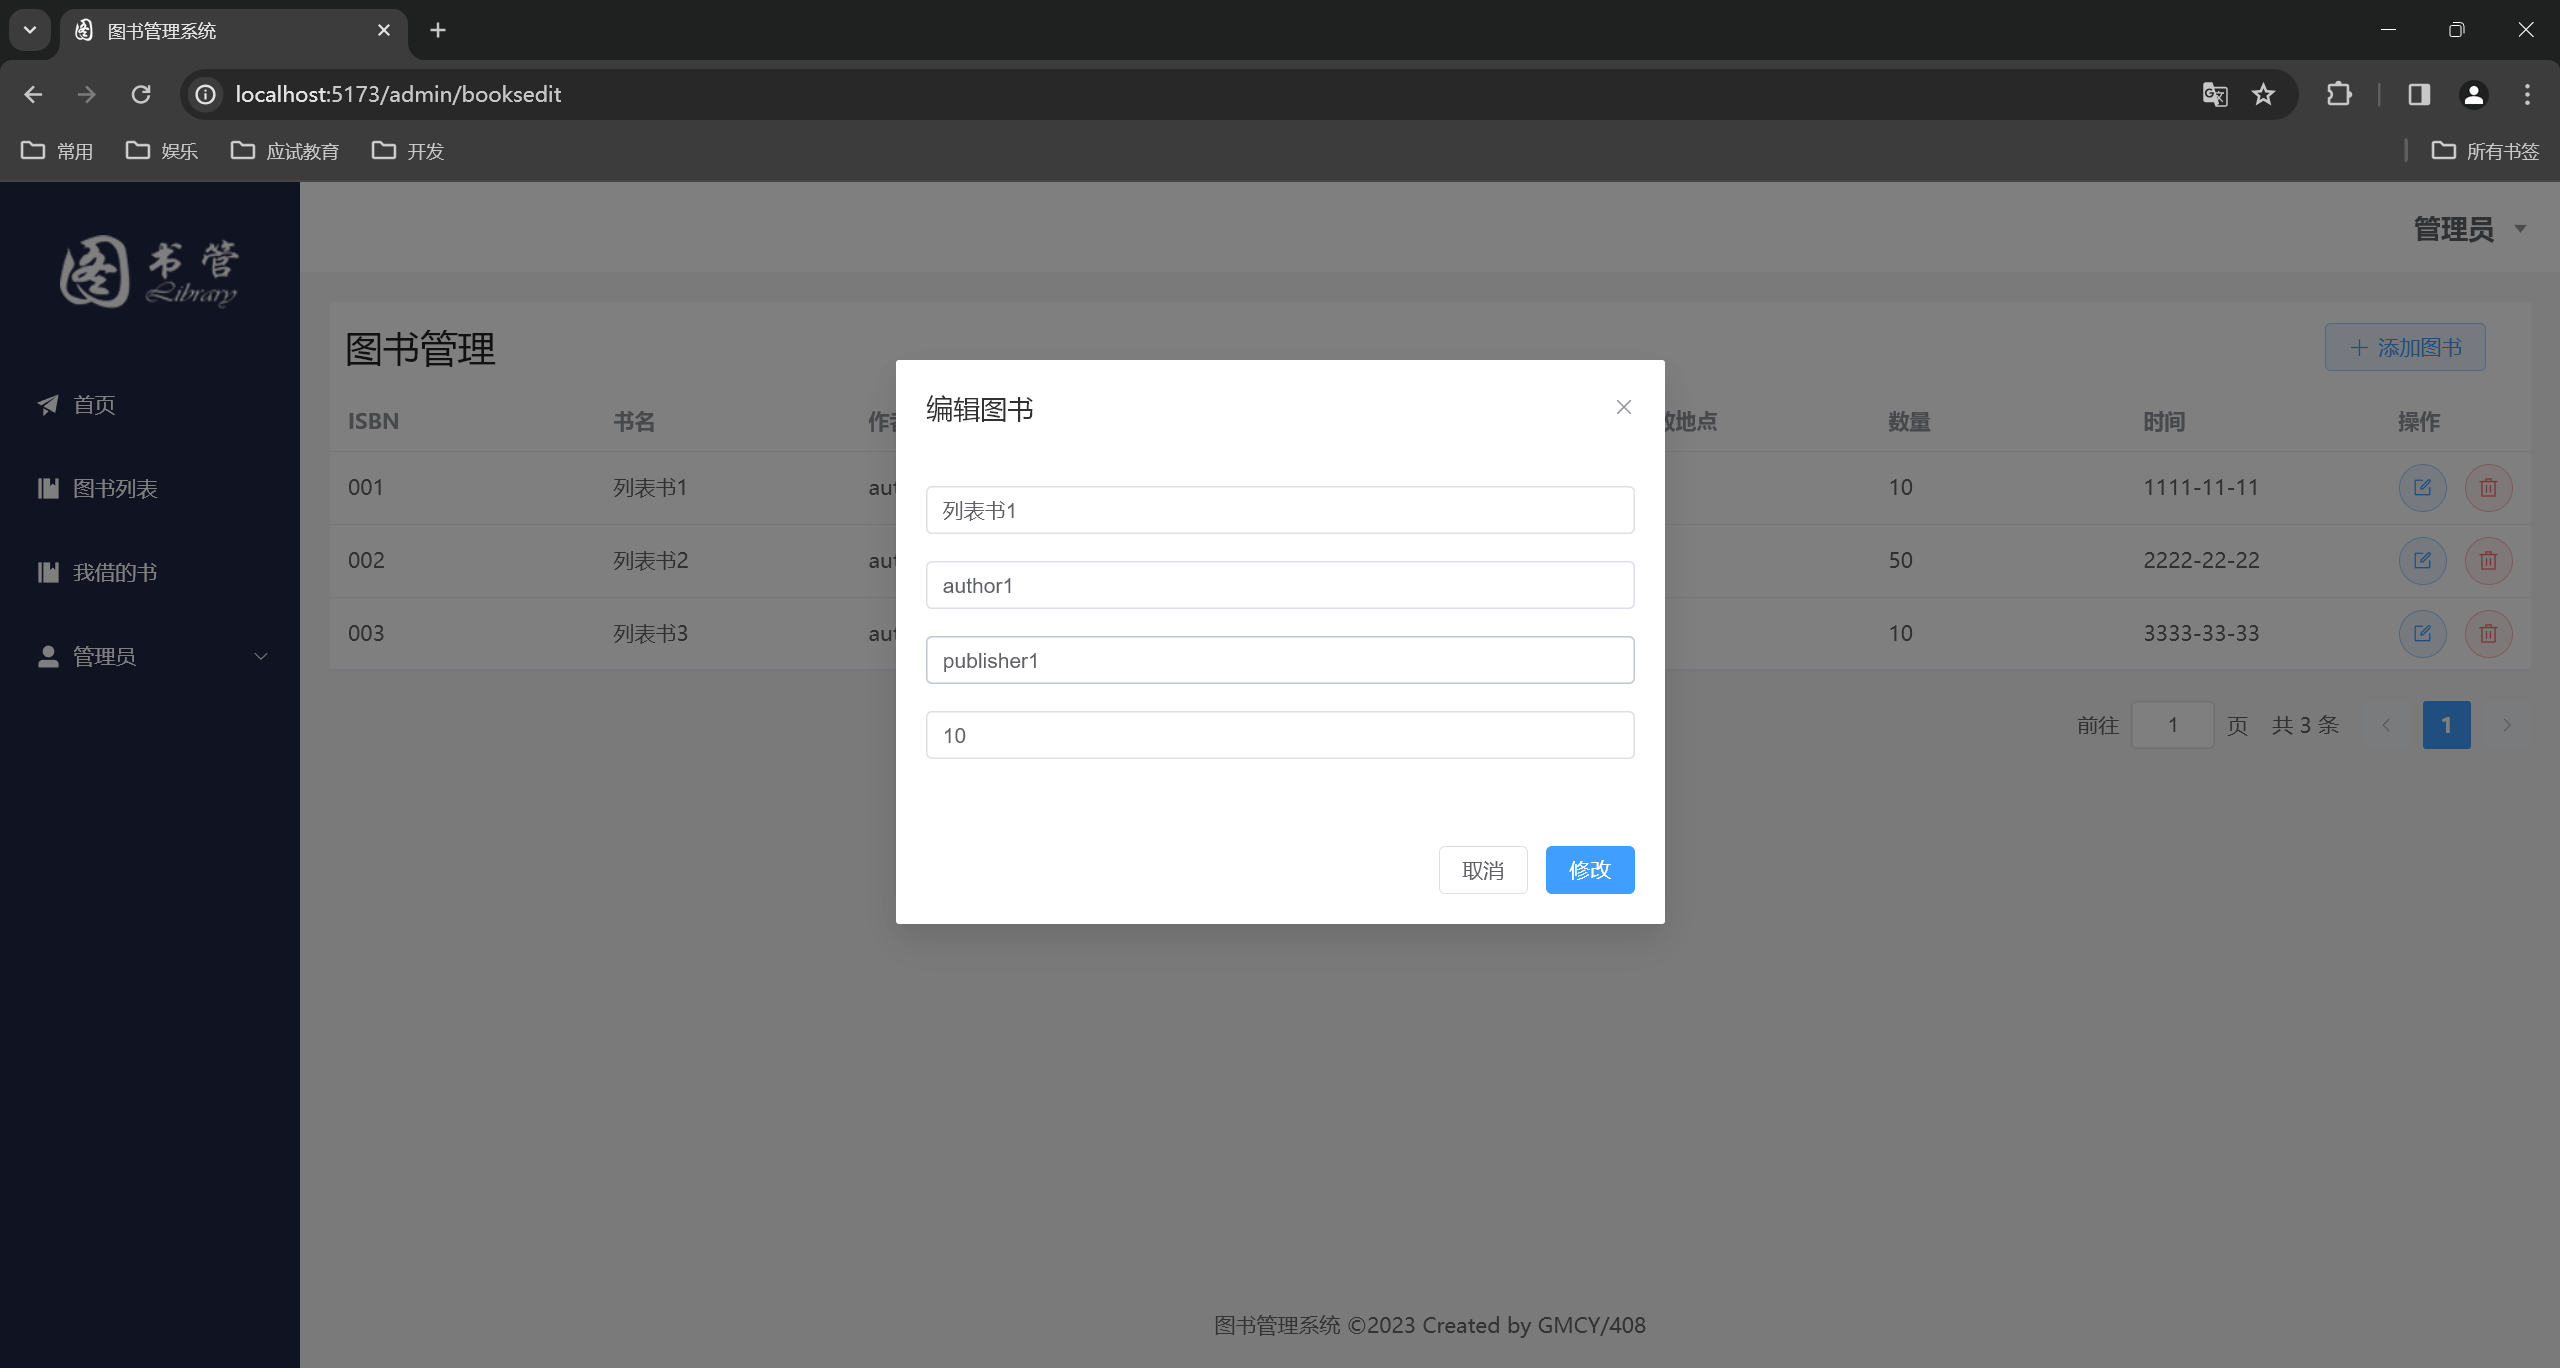 图书管理系统
localhost:5173/admin/booksedit
常用 娱乐 应试教育 开发 所有书签
图书管 Library
管理员
首页
图书列表
我借的书
管理员
图书管理
添加图书
ISBN 书名 作 地点 数量 时间 操作
001 列表书1 au 10 1111-11-11
002 列表书2 au 50 2222-22-22
003 列表书3 au 10 3333-33-33
前往 1 页 共 3 条 1
编辑图书
列表书1
author1
publisher1
10
取消 修改
图书管理系统 ©2023 Created by GMCY/408